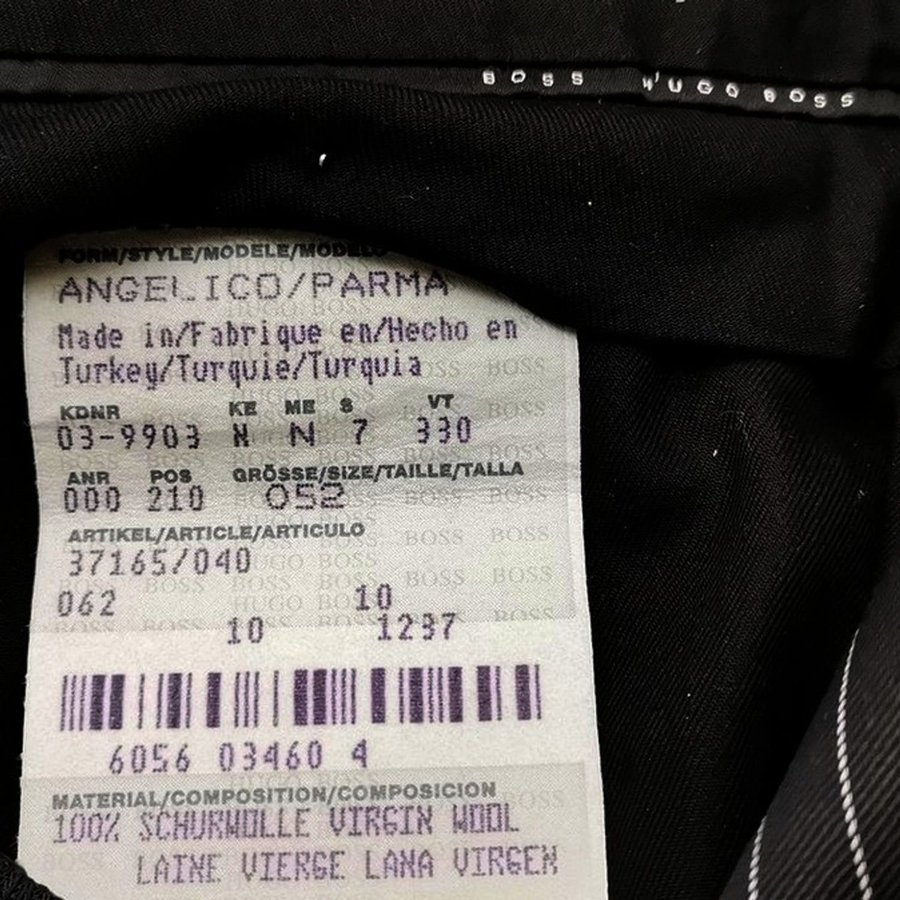 BOSS HUGO BOSS
FORM/STYLE/MODELE/MODELO
ANGELICO/PARMA
Made in/Fabrique en/Hecho en
Turkey/Turquie/Turquia
KDNR KE ME S VT
03-9903 N N 7 330
ANR POS GRÖSSE/SIZE/TAILLE/TALLA
000 210 052
ARTIKEL/ARTICLE/ARTICULO
37165/040
062 10
10 1297
6056 03460 4
MATERIAL/COMPOSITION/COMPOSICION
100% SCHURWOLLE VIRGIN WOOL
LAINE VIERGE LANA VIRGEN